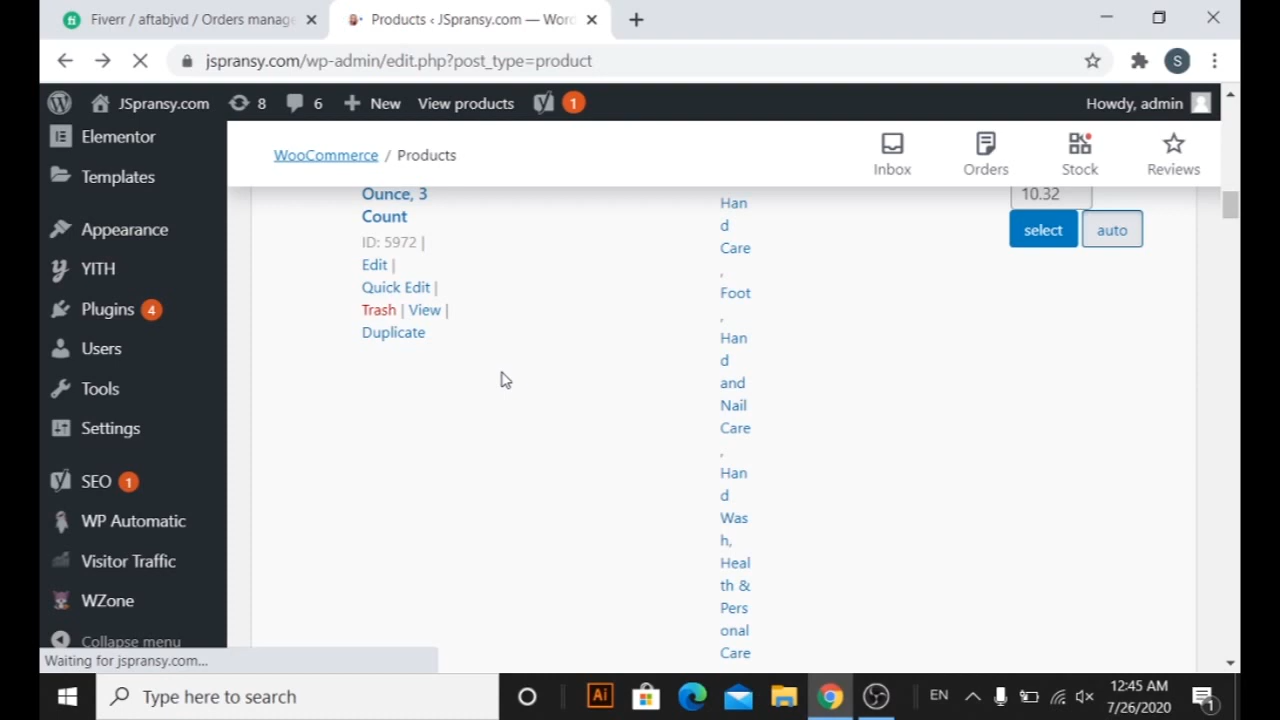 Fiverr / aftabjvd / Orders manage
Products ‹ JSpransy.com — Word
jspransy.com/wp-admin/edit.php?post_type=product
S
JSpransy.com 8 6 New View products 1 Howdy, admin
Elementor
Templates
Appearance
YITH
Plugins 4
Users
Tools
Settings
SEO 1
WP Automatic
Visitor Traffic
WZone
Collapse menu
WooCommerce / Products
Inbox
Orders
Stock
Reviews
Ounce, 3
Count
ID: 5972 |
Edit |
Quick Edit |
Trash | View |
Duplicate
Han
d
Care
,
Foot
,
Han
d
and
Nail
Care
,
Han
d
Was
h,
Heal
th &
Pers
onal
Care
10.32
select auto
Waiting for jspransy.com...
Type here to search
Ai
EN
12:45 AM
7/26/2020
1